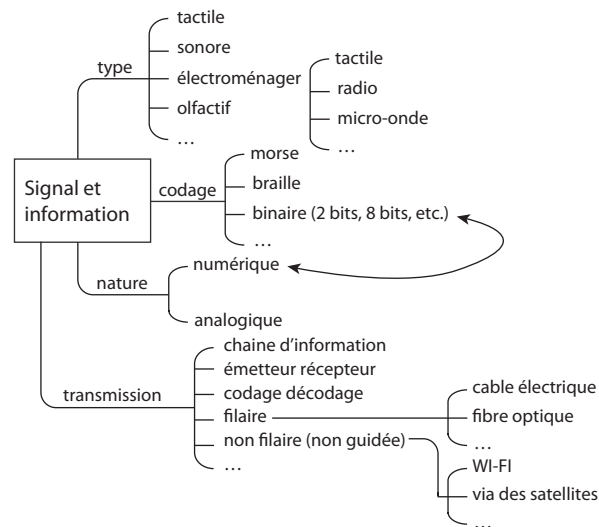 Signal et
information
type
tactile
sonore
électroménager
olfactif
…
tactile
radio
micro-onde
…
codage
morse
braille
binaire (2 bits, 8 bits, etc.)
…
nature
numérique
analogique
transmission
chaine d’information
émetteur récepteur
codage décodage
filaire
non filaire (non guidée)
…
cable électrique
fibre optique
…
WI-FI
via des satellites
…